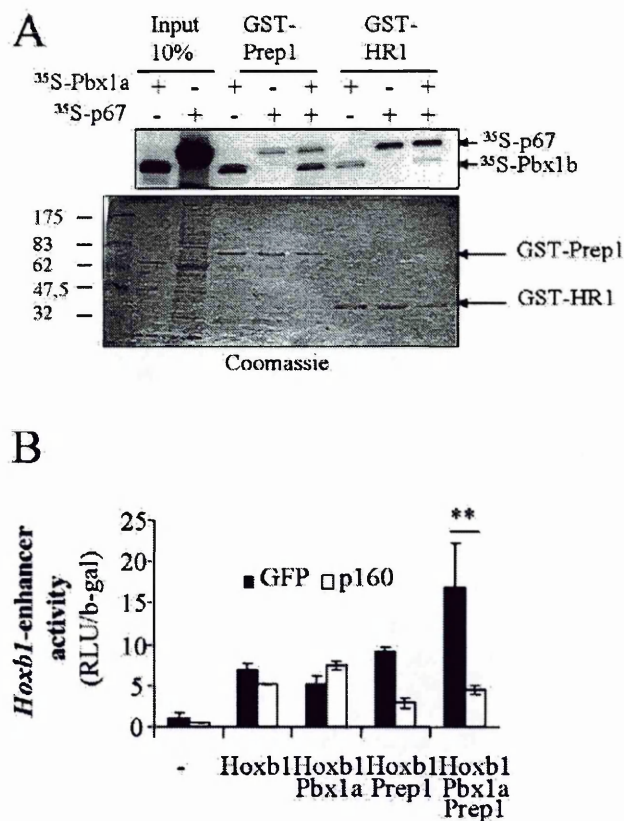 A
Input
10%
GST-
Prep1
GST-
HR1
³⁵S-Pbx1a + - + - + + - +
³⁵S-p67 - + - + + - + +
³⁵S-p67
³⁵S-Pbx1b
175
83
62
47,5
32
GST-Prep1
GST-HR1
Coomassie
B
Hoxb1-enhancer
activity
(RLU/b-gal)
25
20
15
10
5
0
GFP p160
**
- Hoxb1 Hoxb1 Hoxb1 Hoxb1
Pbx1a Prep1 Pbx1a
Prep1